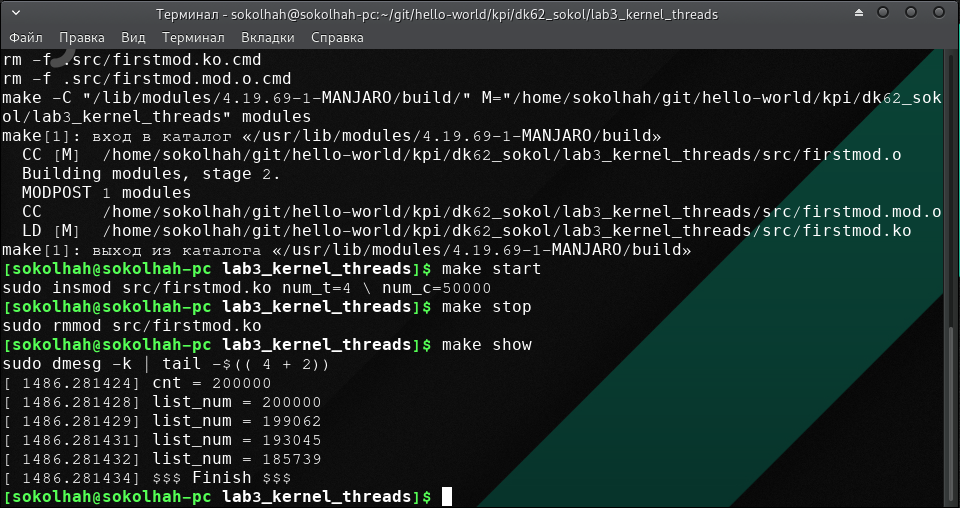 Терминал - sokolhah@sokolhah-pc:~/git/hello-world/kpi/dk62_sokol/lab3_kernel_threads
Файл Правка Вид Терминал Вкладки Справка
rm -f .src/firstmod.ko.cmd
rm -f .src/firstmod.mod.o.cmd
make -C "/lib/modules/4.19.69-1-MANJARO/build/" M="/home/sokolhah/git/hello-world/kpi/dk62_sok
ol/lab3_kernel_threads" modules
make[1]: вход в каталог «/usr/lib/modules/4.19.69-1-MANJARO/build»
CC [M]  /home/sokolhah/git/hello-world/kpi/dk62_sokol/lab3_kernel_threads/src/firstmod.o
Building modules, stage 2.
MODPOST 1 modules
CC      /home/sokolhah/git/hello-world/kpi/dk62_sokol/lab3_kernel_threads/src/firstmod.mod.o
LD [M]  /home/sokolhah/git/hello-world/kpi/dk62_sokol/lab3_kernel_threads/src/firstmod.ko
make[1]: выход из каталога «/usr/lib/modules/4.19.69-1-MANJARO/build»
[sokolhah@sokolhah-pc lab3_kernel_threads]$ make start
sudo insmod src/firstmod.ko num_t=4 \ num_c=50000
[sokolhah@sokolhah-pc lab3_kernel_threads]$ make stop
sudo rmmod src/firstmod.ko
[sokolhah@sokolhah-pc lab3_kernel_threads]$ make show
sudo dmesg -k | tail -$(( 4 + 2))
[ 1486.281424] cnt = 200000
[ 1486.281428] list_num = 200000
[ 1486.281429] list_num = 199062
[ 1486.281431] list_num = 193045
[ 1486.281432] list_num = 185739
[ 1486.281434] $$$ Finish $$$
[sokolhah@sokolhah-pc lab3_kernel_threads]$